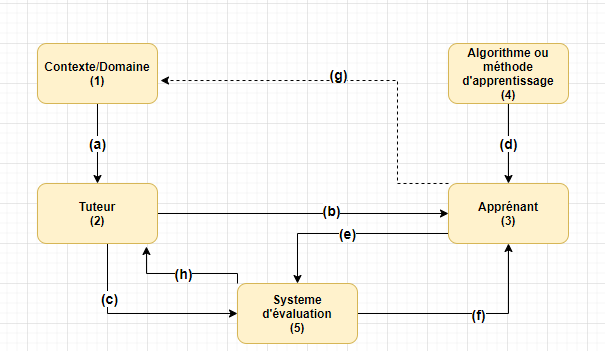 Contexte/Domaine
(1)
Algorithme ou
méthode
d'apprentissage
(4)
(g)
(a)
(d)
Tuteur
(2)
(b)
Apprénant
(3)
(e)
(h)
(c)
Systeme
d'évaluation
(5)
(f)